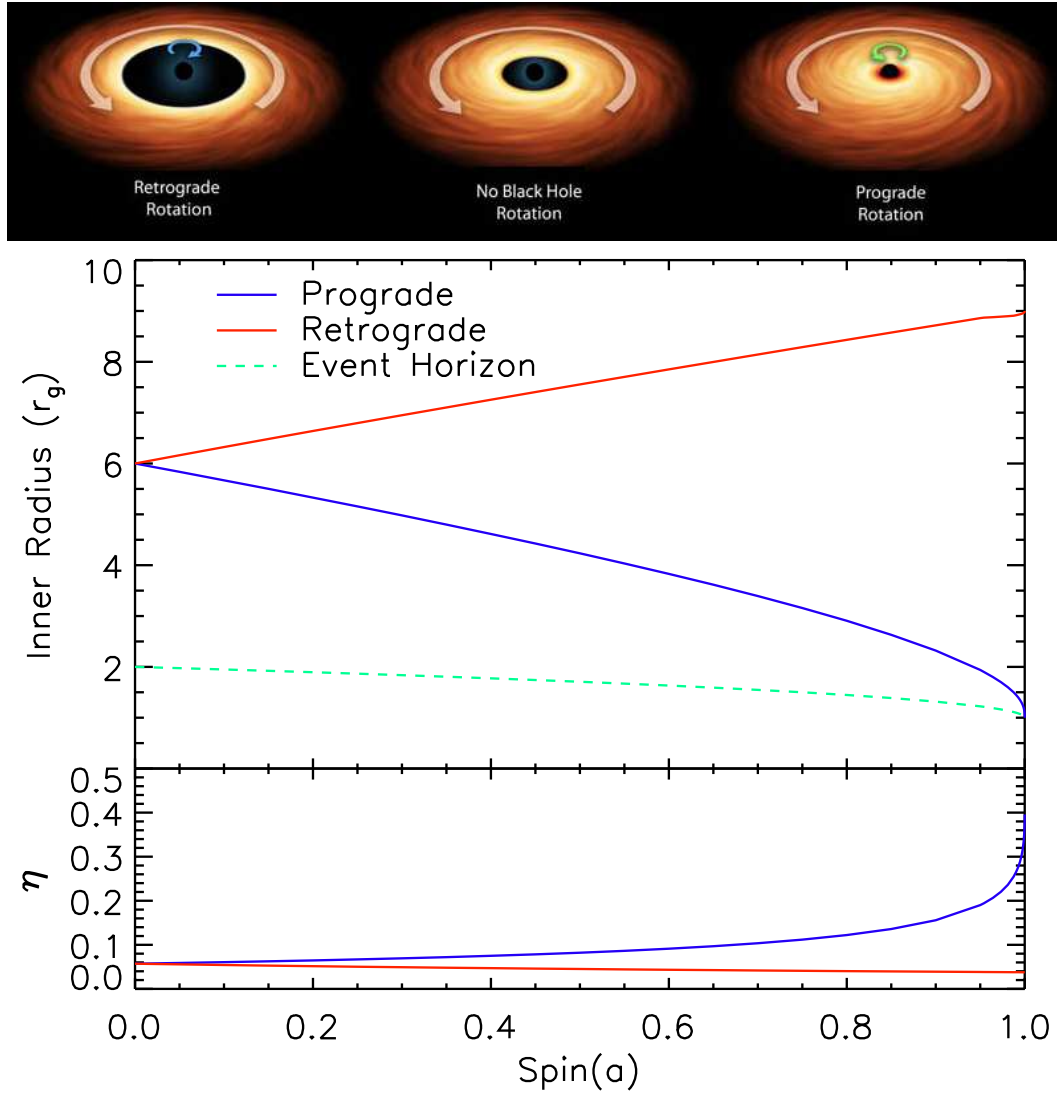 Retrograde
Rotation
No Black Hole
Rotation
Prograde
Rotation
10
8
6
4
2
Inner Radius (r_g)
Prograde
Retrograde
Event Horizon
0.5
0.4
0.3
0.2
0.1
0.0
η
0.0 0.2 0.4 0.6 0.8 1.0
Spin(a)